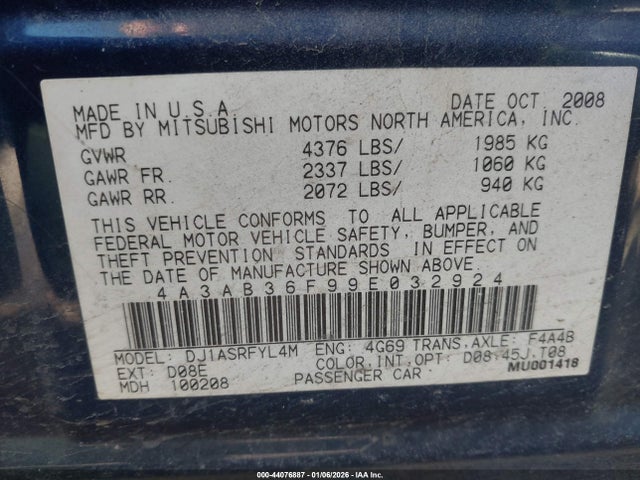 MADE IN U.S.A DATE OCT. 2008
MFD BY MITSUBISHI MOTORS NORTH AMERICA, INC.
GVWR 4376 LBS/ 1985 KG
GAWR FR. 2337 LBS/ 1060 KG
GAWR RR. 2072 LBS/ 940 KG
THIS VEHICLE CONFORMS TO ALL APPLICABLE
FEDERAL MOTOR VEHICLE SAFETY, BUMPER, AND
THEFT PREVENTION STANDARDS IN EFFECT ON
THE DATE OF MANUFACTURE SHOWN ABOVE.
4A3AB36F99E032924
MODEL: DJ1ASRFYL4M ENG: 4G69 TRANS.AXLE: F4A4B
EXT: D08E COLOR,INT,OPT: D08.45J.T08
MDH 100208 PASSENGER CAR MU001418
000-44076887 - 01/06/2026 - © IAA Inc.